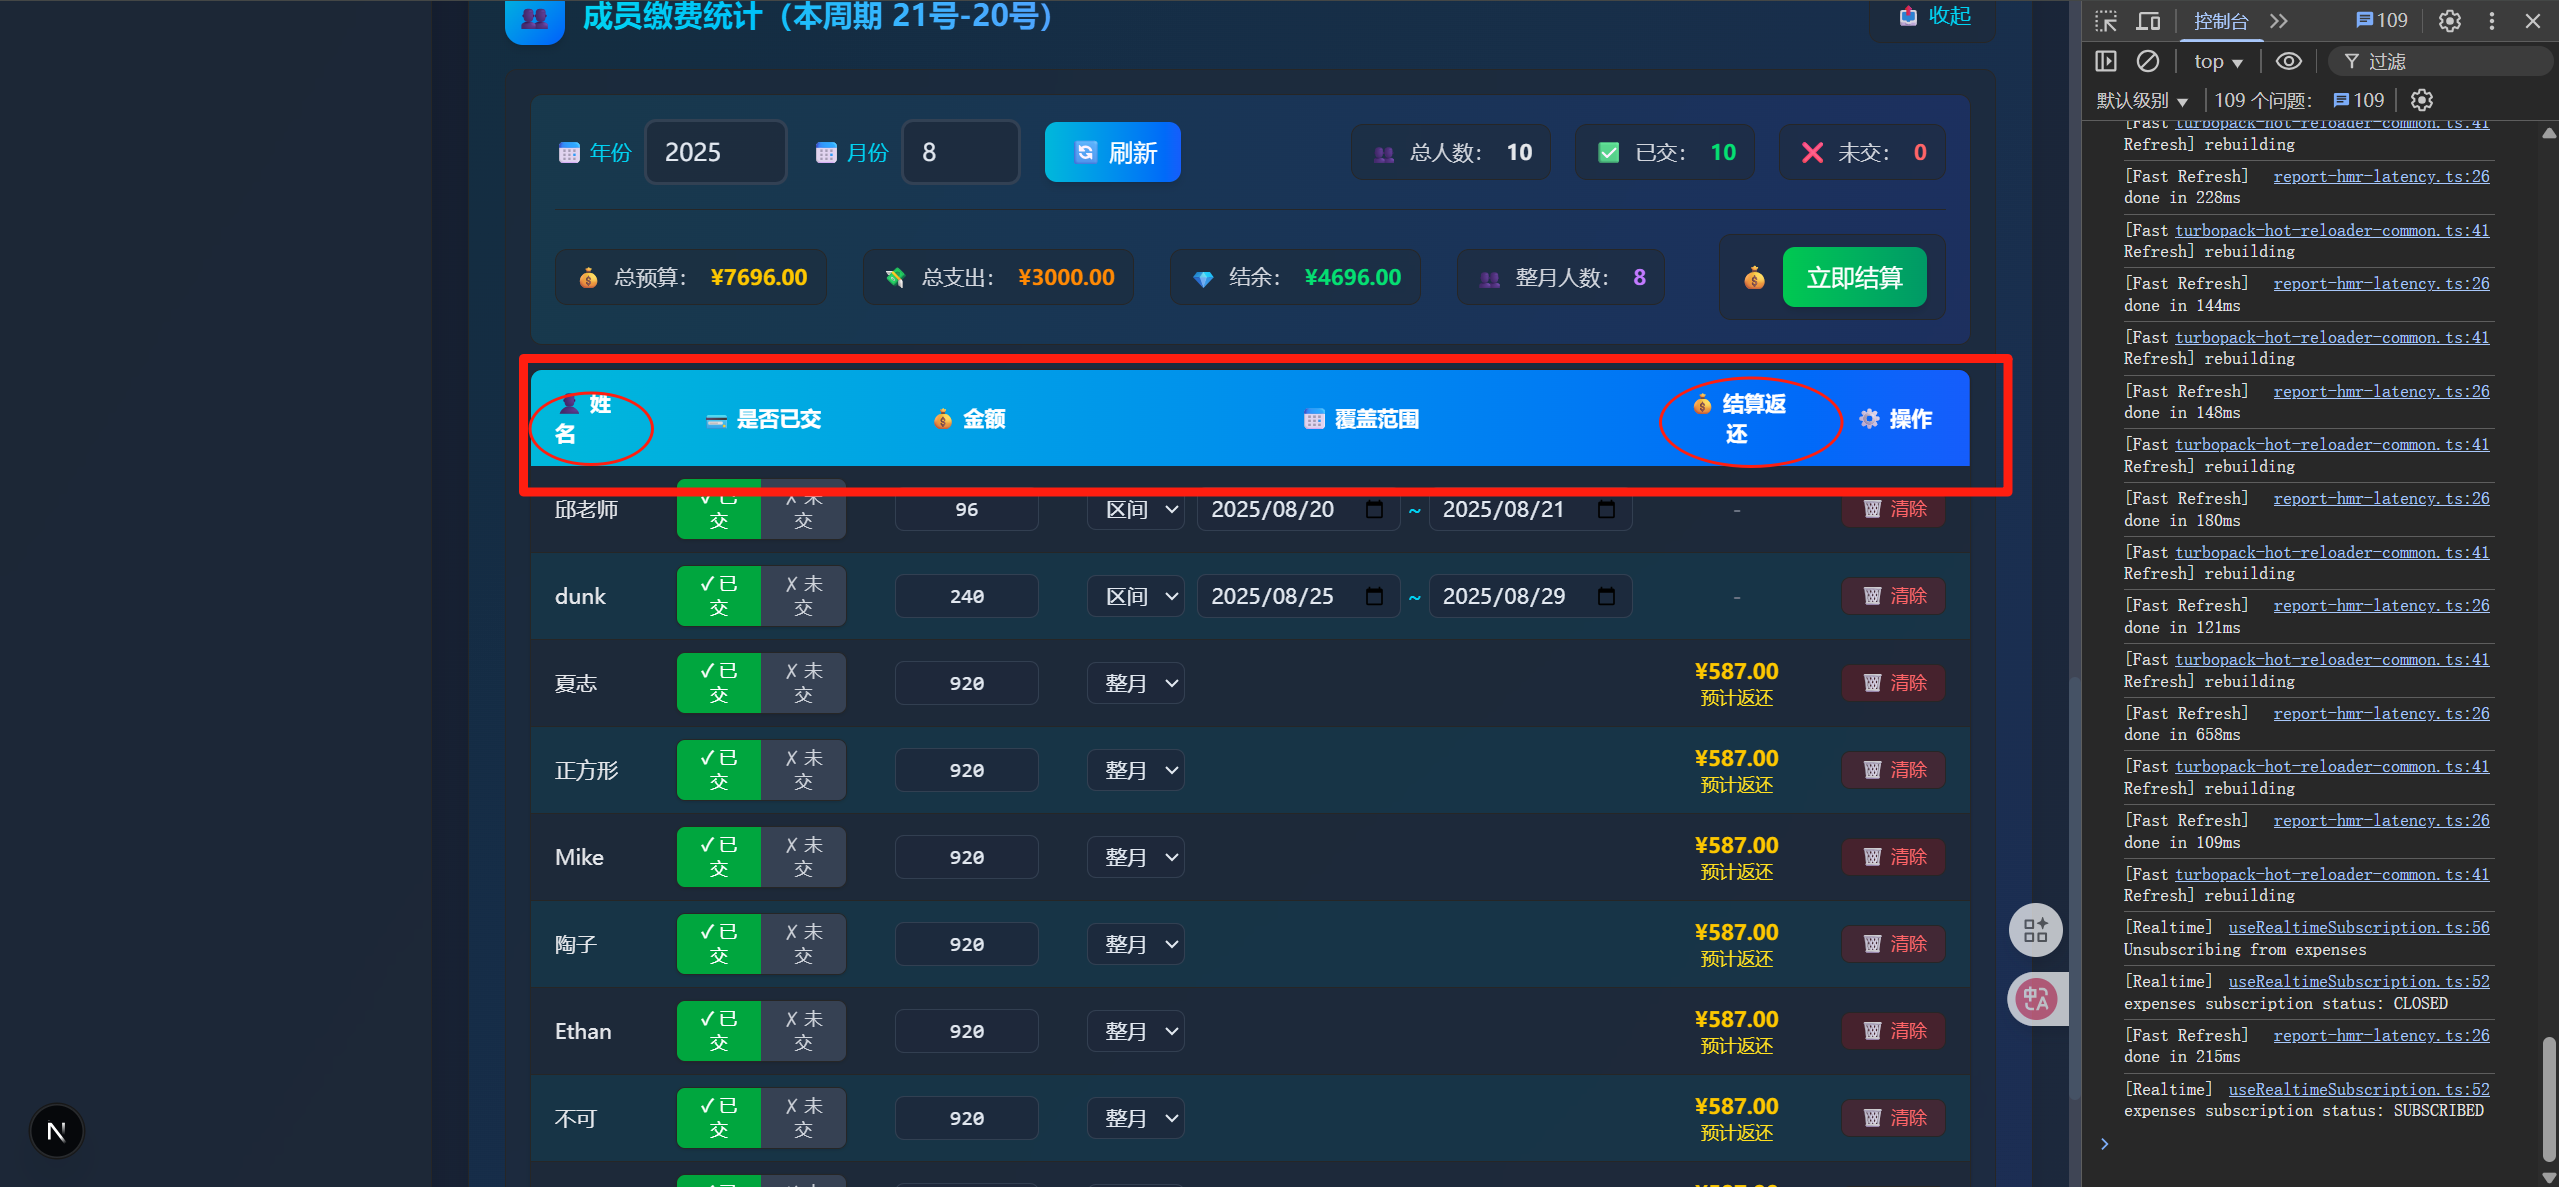 成员缴费统计（本周期 21号-20号）
收起
年份 2025 月份 8 刷新 总人数： 10 已交： 10 未交： 0
总预算： ¥7696.00 总支出： ¥3000.00 结余： ¥4696.00 整月人数： 8 立即结算
姓名 是否已交 金额 覆盖范围 结算返还 操作
邱老师 ✓已交 ✗未交 96 区间 2025/08/20 ~ 2025/08/21 - 清除
dunk ✓已交 ✗未交 240 区间 2025/08/25 ~ 2025/08/29 - 清除
夏志 ✓已交 ✗未交 920 整月 ¥587.00 预计返还 清除
正方形 ✓已交 ✗未交 920 整月 ¥587.00 预计返还 清除
Mike ✓已交 ✗未交 920 整月 ¥587.00 预计返还 清除
陶子 ✓已交 ✗未交 920 整月 ¥587.00 预计返还 清除
Ethan ✓已交 ✗未交 920 整月 ¥587.00 预计返还 清除
不可 ✓已交 ✗未交 920 整月 ¥587.00 预计返还 清除
N
中A
控制台 109
top 过滤
默认级别 109 个问题： 109
[Fast turbopack-hot-reloader-common.ts:41
Refresh] rebuilding
[Fast Refresh] report-hmr-latency.ts:26
done in 228ms
[Fast turbopack-hot-reloader-common.ts:41
Refresh] rebuilding
[Fast Refresh] report-hmr-latency.ts:26
done in 144ms
[Fast turbopack-hot-reloader-common.ts:41
Refresh] rebuilding
[Fast Refresh] report-hmr-latency.ts:26
done in 148ms
[Fast turbopack-hot-reloader-common.ts:41
Refresh] rebuilding
[Fast Refresh] report-hmr-latency.ts:26
done in 180ms
[Fast turbopack-hot-reloader-common.ts:41
Refresh] rebuilding
[Fast Refresh] report-hmr-latency.ts:26
done in 121ms
[Fast turbopack-hot-reloader-common.ts:41
Refresh] rebuilding
[Fast Refresh] report-hmr-latency.ts:26
done in 658ms
[Fast turbopack-hot-reloader-common.ts:41
Refresh] rebuilding
[Fast Refresh] report-hmr-latency.ts:26
done in 109ms
[Fast turbopack-hot-reloader-common.ts:41
Refresh] rebuilding
[Realtime] useRealtimeSubscription.ts:56
Unsubscribing from expenses
[Realtime] useRealtimeSubscription.ts:52
expenses subscription status: CLOSED
[Fast Refresh] report-hmr-latency.ts:26
done in 215ms
[Realtime] useRealtimeSubscription.ts:52
expenses subscription status: SUBSCRIBED